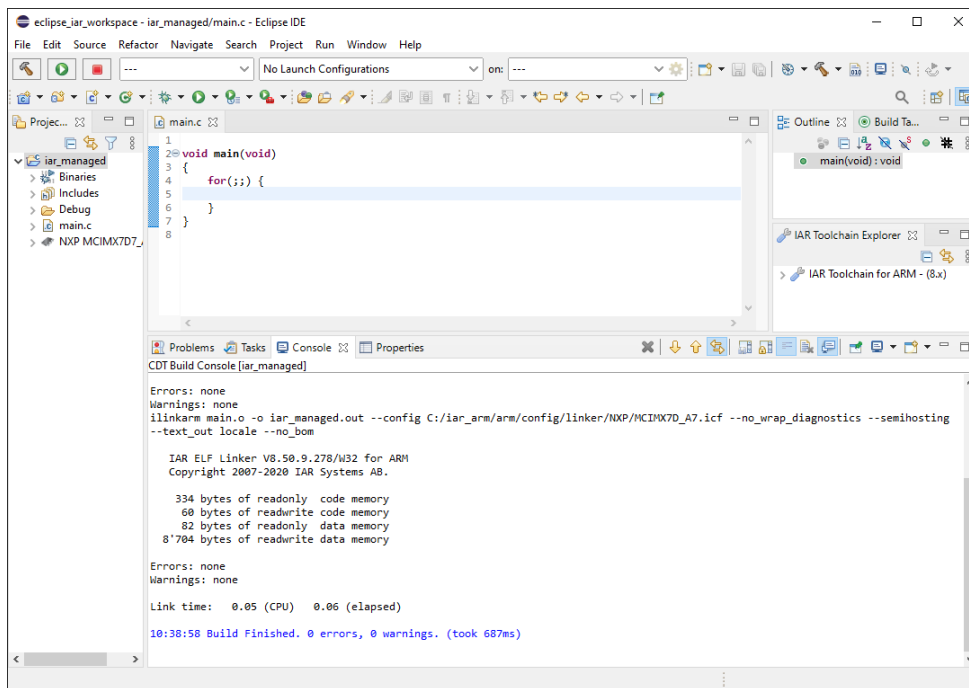 eclipse_iar_workspace - iar_managed/main.c - Eclipse IDE
File Edit Source Refactor Navigate Search Project Run Window Help
--- No Launch Configurations on: ---
Projec...
iar_managed
Binaries
Includes
Debug
main.c
NXP MCIMX7D7_
main.c
1
2 void main(void)
3 {
4 for(;;) {
5
6 }
7 }
8
Outline Build Ta...
main(void) : void
IAR Toolchain Explorer
IAR Toolchain for ARM - (8.x)
Problems Tasks Console Properties
CDT Build Console [iar_managed]
Errors: none
Warnings: none
ilinkarm main.o -o iar_managed.out --config C:/iar_arm/arm/config/linker/NXP/MCIMX7D_A7.icf --no_wrap_diagnostics --semihosting
--text_out locale --no_bom
IAR ELF Linker V8.50.9.278/W32 for ARM
Copyright 2007-2020 IAR Systems AB.
334 bytes of readonly code memory
60 bytes of readwrite code memory
82 bytes of readonly data memory
8'704 bytes of readwrite data memory
Errors: none
Warnings: none
Link time: 0.05 (CPU) 0.06 (elapsed)
10:38:58 Build Finished. 0 errors, 0 warnings. (took 687ms)